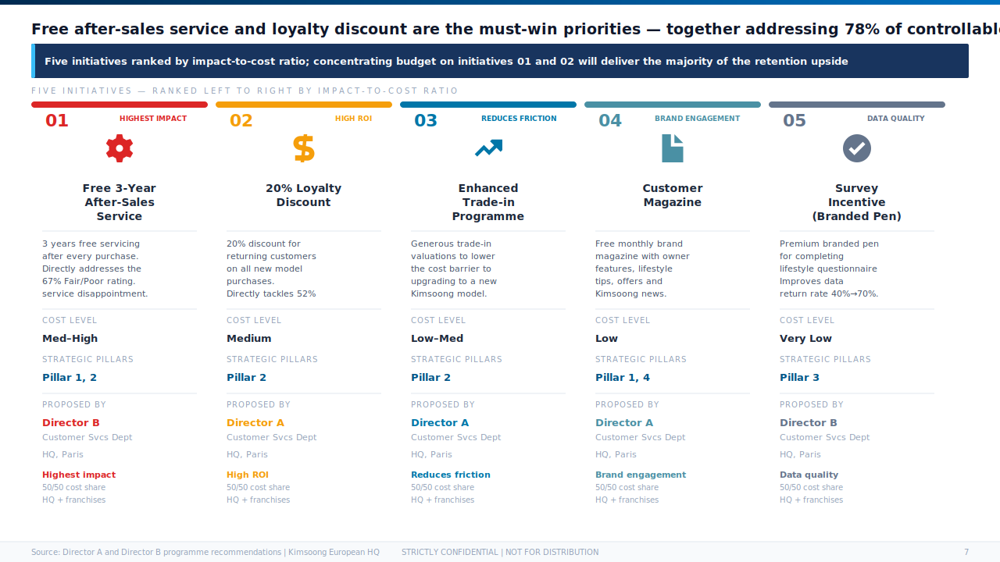 Free after-sales service and loyalty discount are the must-win priorities — together addressing 78% of controllable
Five initiatives ranked by impact-to-cost ratio; concentrating budget on initiatives 01 and 02 will deliver the majority of the retention upside
FIVE INITIATIVES — RANKED LEFT TO RIGHT BY IMPACT-TO-COST RATIO
01
HIGHEST IMPACT
Free 3-Year
After-Sales
Service
3 years free servicing
after every purchase.
Directly addresses the
67% Fair/Poor rating.
service disappointment.
COST LEVEL
Med–High
STRATEGIC PILLARS
Pillar 1, 2
PROPOSED BY
Director B
Customer Svcs Dept
HQ, Paris
Highest impact
50/50 cost share
HQ + franchises
02
HIGH ROI
$
20% Loyalty
Discount
20% discount for
returning customers
on all new model
purchases.
Directly tackles 52%
COST LEVEL
Medium
STRATEGIC PILLARS
Pillar 2
PROPOSED BY
Director A
Customer Svcs Dept
HQ, Paris
High ROI
50/50 cost share
HQ + franchises
03
REDUCES FRICTION
Enhanced
Trade-in
Programme
Generous trade-in
valuations to lower
the cost barrier to
upgrading to a new
Kimsoong model.
COST LEVEL
Low–Med
STRATEGIC PILLARS
Pillar 2
PROPOSED BY
Director A
Customer Svcs Dept
HQ, Paris
Reduces friction
50/50 cost share
HQ + franchises
04
BRAND ENGAGEMENT
Customer
Magazine
Free monthly brand
magazine with owner
features, lifestyle
tips, offers and
Kimsoong news.
COST LEVEL
Low
STRATEGIC PILLARS
Pillar 1, 4
PROPOSED BY
Director A
Customer Svcs Dept
HQ, Paris
Brand engagement
50/50 cost share
HQ + franchises
05
DATA QUALITY
Survey
Incentive
(Branded Pen)
Premium branded pen
for completing
lifestyle questionnaire
Improves data
return rate 40%→70%.
COST LEVEL
Very Low
STRATEGIC PILLARS
Pillar 3
PROPOSED BY
Director B
Customer Svcs Dept
HQ, Paris
Data quality
50/50 cost share
HQ + franchises
Source: Director A and Director B programme recommendations | Kimsoong European HQ
STRICTLY CONFIDENTIAL | NOT FOR DISTRIBUTION
7